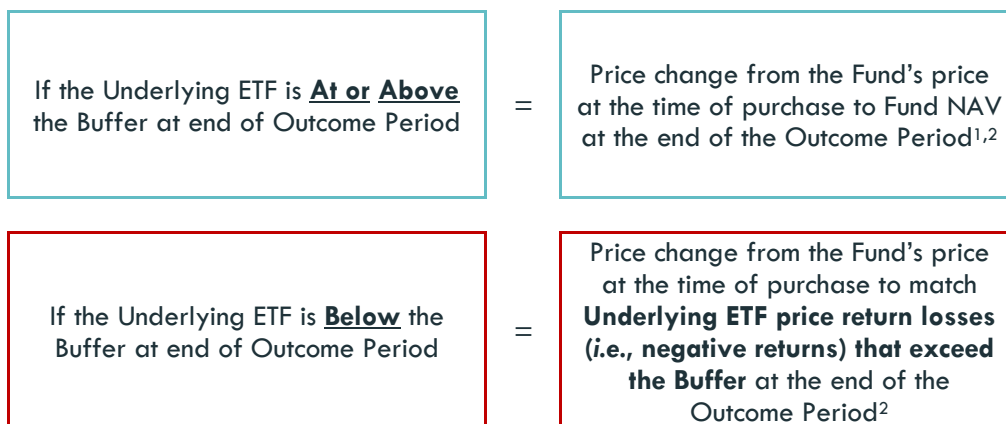 If the Underlying ETF is At or Above
the Buffer at end of Outcome Period
=
Price change from the Fund’s price
at the time of purchase to Fund NAV
at the end of the Outcome Period1,2
If the Underlying ETF is Below the
Buffer at end of Outcome Period
=
Price change from the Fund’s price
at the time of purchase to match
Underlying ETF price return losses
(i.e., negative returns) that exceed
the Buffer at the end of the
Outcome Period2